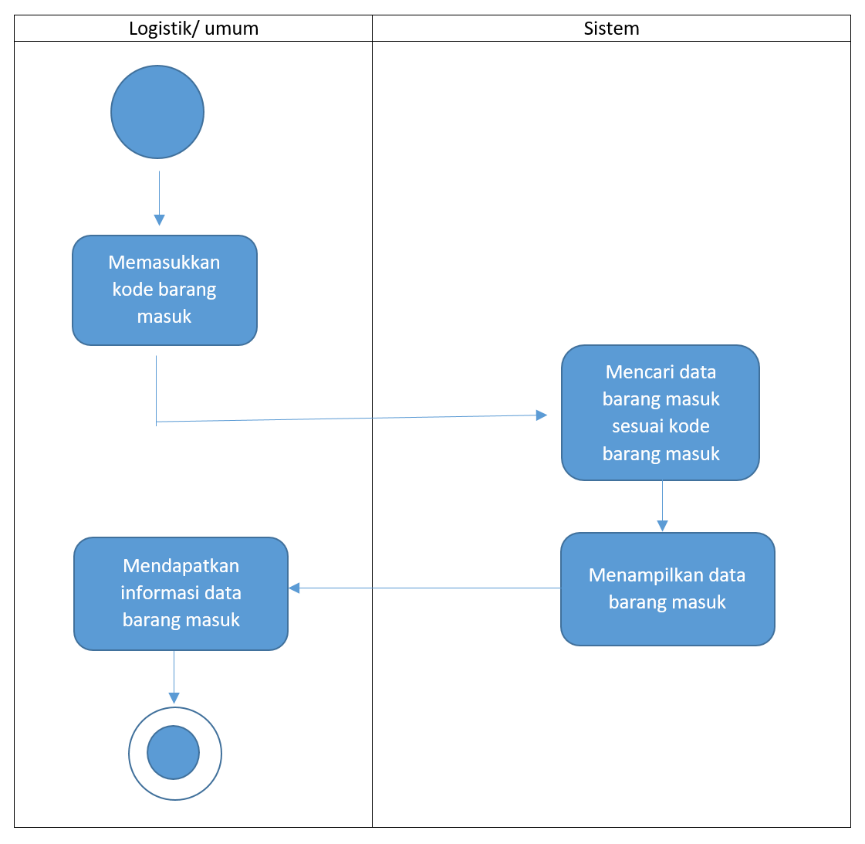 Logistik/ umum
Sistem
Memasukkan
kode barang
masuk
Mencari data
barang masuk
sesuai kode
barang masuk
Menampilkan data
barang masuk
Mendapatkan
informasi data
barang masuk